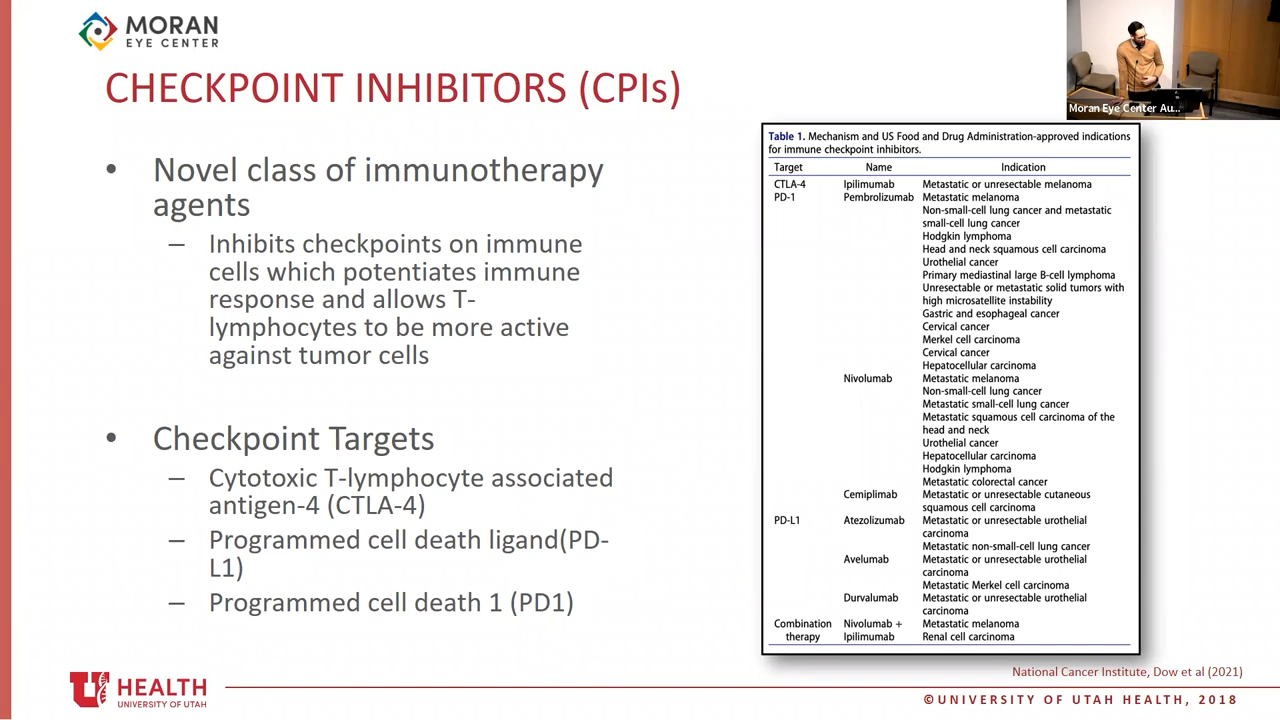 MORAN
EYE CENTER
CHECKPOINT INHIBITORS (CPIs)
• Novel class of immunotherapy
agents
– Inhibits checkpoints on immune
cells which potentiates immune
response and allows T-
lymphocytes to be more active
against tumor cells
• Checkpoint Targets
– Cytotoxic T-lymphocyte associated
antigen-4 (CTLA-4)
– Programmed cell death ligand(PD-
L1)
– Programmed cell death 1 (PD1)
Moran Eye Center Au...
Table 1. Mechanism and US Food and Drug Administration-approved indications
for immune checkpoint inhibitors.
Target Name Indication
CTLA-4 Ipilimumab Metastatic or unresectable melanoma
PD-1 Pembrolizumab Metastatic melanoma
Non-small-cell lung cancer and metastatic
small-cell lung cancer
Hodgkin lymphoma
Head and neck squamous cell carcinoma
Urothelial cancer
Primary mediastinal large B-cell lymphoma
Unresectable or metastatic solid tumors with
high microsatellite instability
Gastric and esophageal cancer
Cervical cancer
Merkel cell carcinoma
Cervical cancer
Hepatocellular carcinoma
Nivolumab Metastatic melanoma
Non-small-cell lung cancer
Metastatic small-cell lung cancer
Metastatic squamous cell carcinoma of the
head and neck
Urothelial cancer
Hepatocellular carcinoma
Hodgkin lymphoma
Metastatic colorectal cancer
Cemiplimab Metastatic or unresectable cutaneous
squamous cell carcinoma
PD-L1 Atezolizumab Metastatic or unresectable urothelial
carcinoma
Metastatic non-small-cell lung cancer
Avelumab Metastatic or unresectable urothelial
carcinoma
Metastatic Merkel cell carcinoma
Durvalumab Metastatic or unresectable urothelial
carcinoma
Combination Nivolumab + Metastatic melanoma
therapy Ipilimumab Renal cell carcinoma
National Cancer Institute, Dow et al (2021)
U HEALTH
UNIVERSITY OF UTAH
©UNIVERSITY OF UTAH HEALTH, 2018